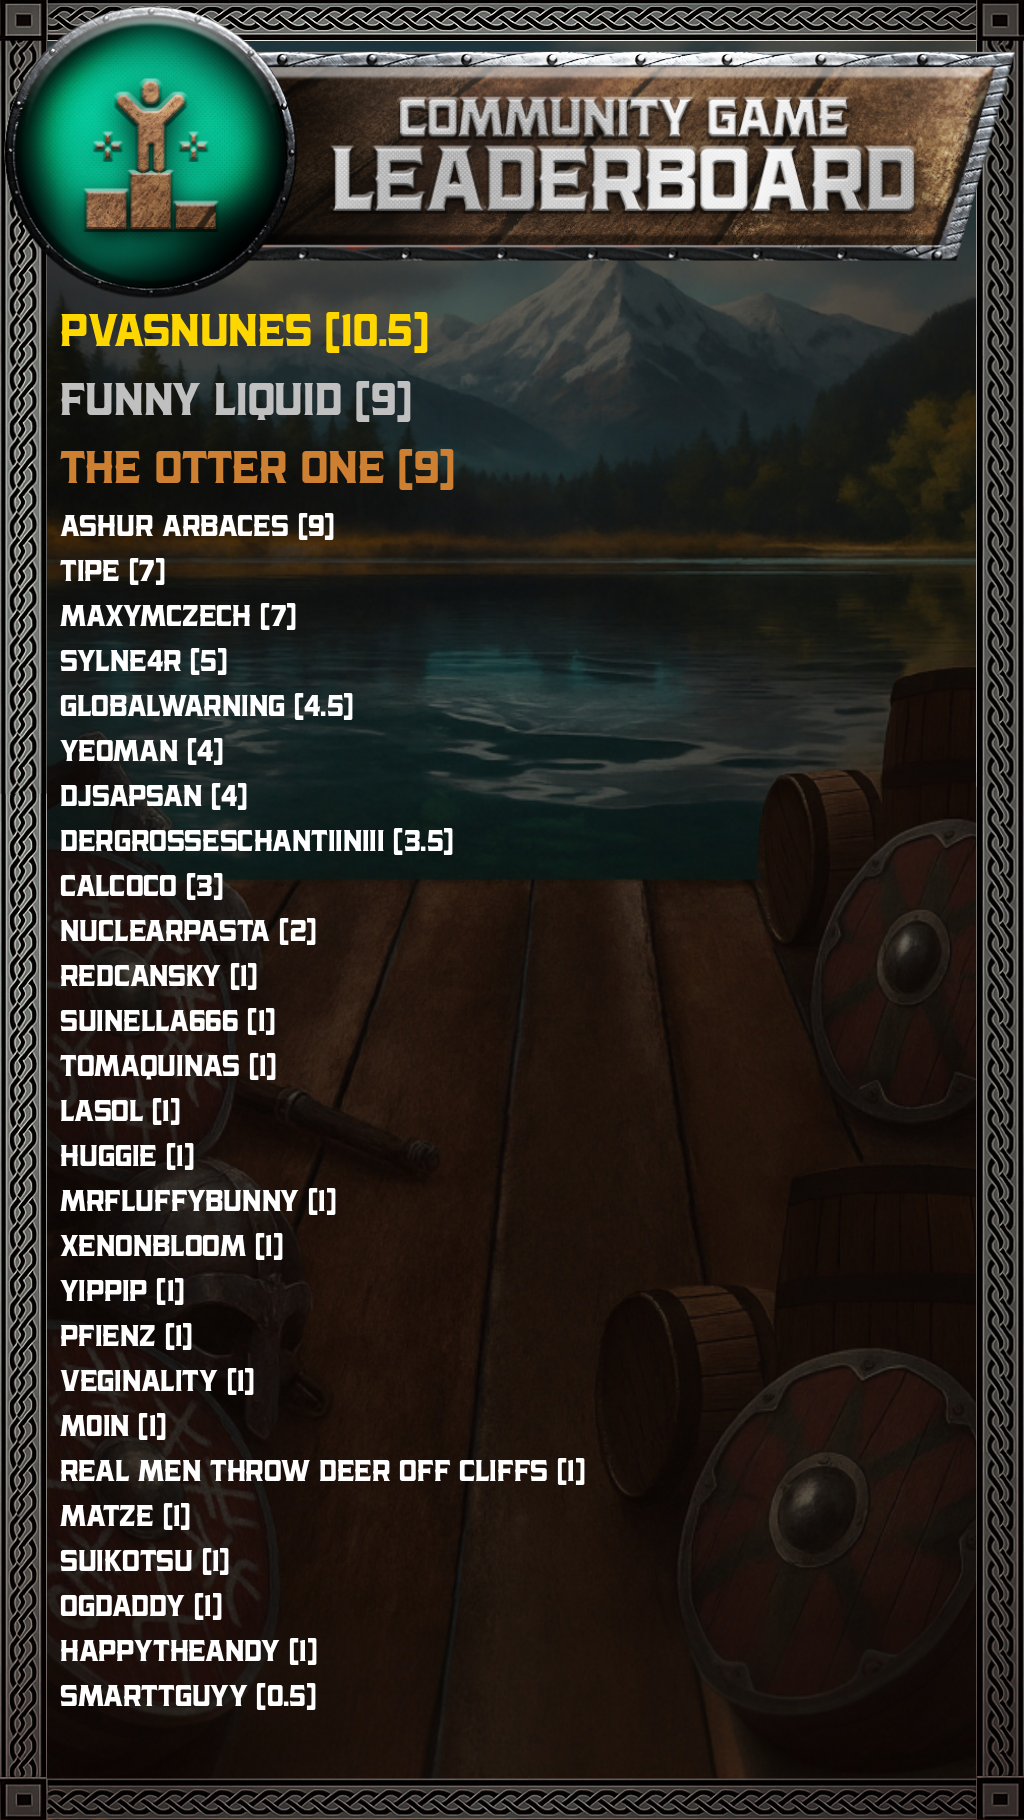 COMMUNITY GAME
LEADERBOARD
PVASNUNES [10.5]
FUNNY LIQUID [9]
THE OTTER ONE [9]
ASHUR ARBACES [9]
TIPE [7]
MAXYMCZECH [7]
SYLNE4R [5]
GLOBALWARNING [4.5]
YEOMAN [4]
DJSAPSAN [4]
DERGROSSESCHANTIINIII [3.5]
CALCOCO [3]
NUCLEARPASTA [2]
REDCANSKY [1]
SUINELLA666 [1]
TOMAQUINAS [1]
LASOL [1]
HUGGIE [1]
MRFLUFFYBUNNY [1]
XENONBLOOM [1]
YIPPIP [1]
PFIENZ [1]
VEGINALITY [1]
MOIN [1]
REAL MEN THROW DEER OFF CLIFFS [1]
MATZE [1]
SUIKOTSU [1]
OGDADDY [1]
HAPPYTHEANDY [1]
SMARTTGUYY [0.5]